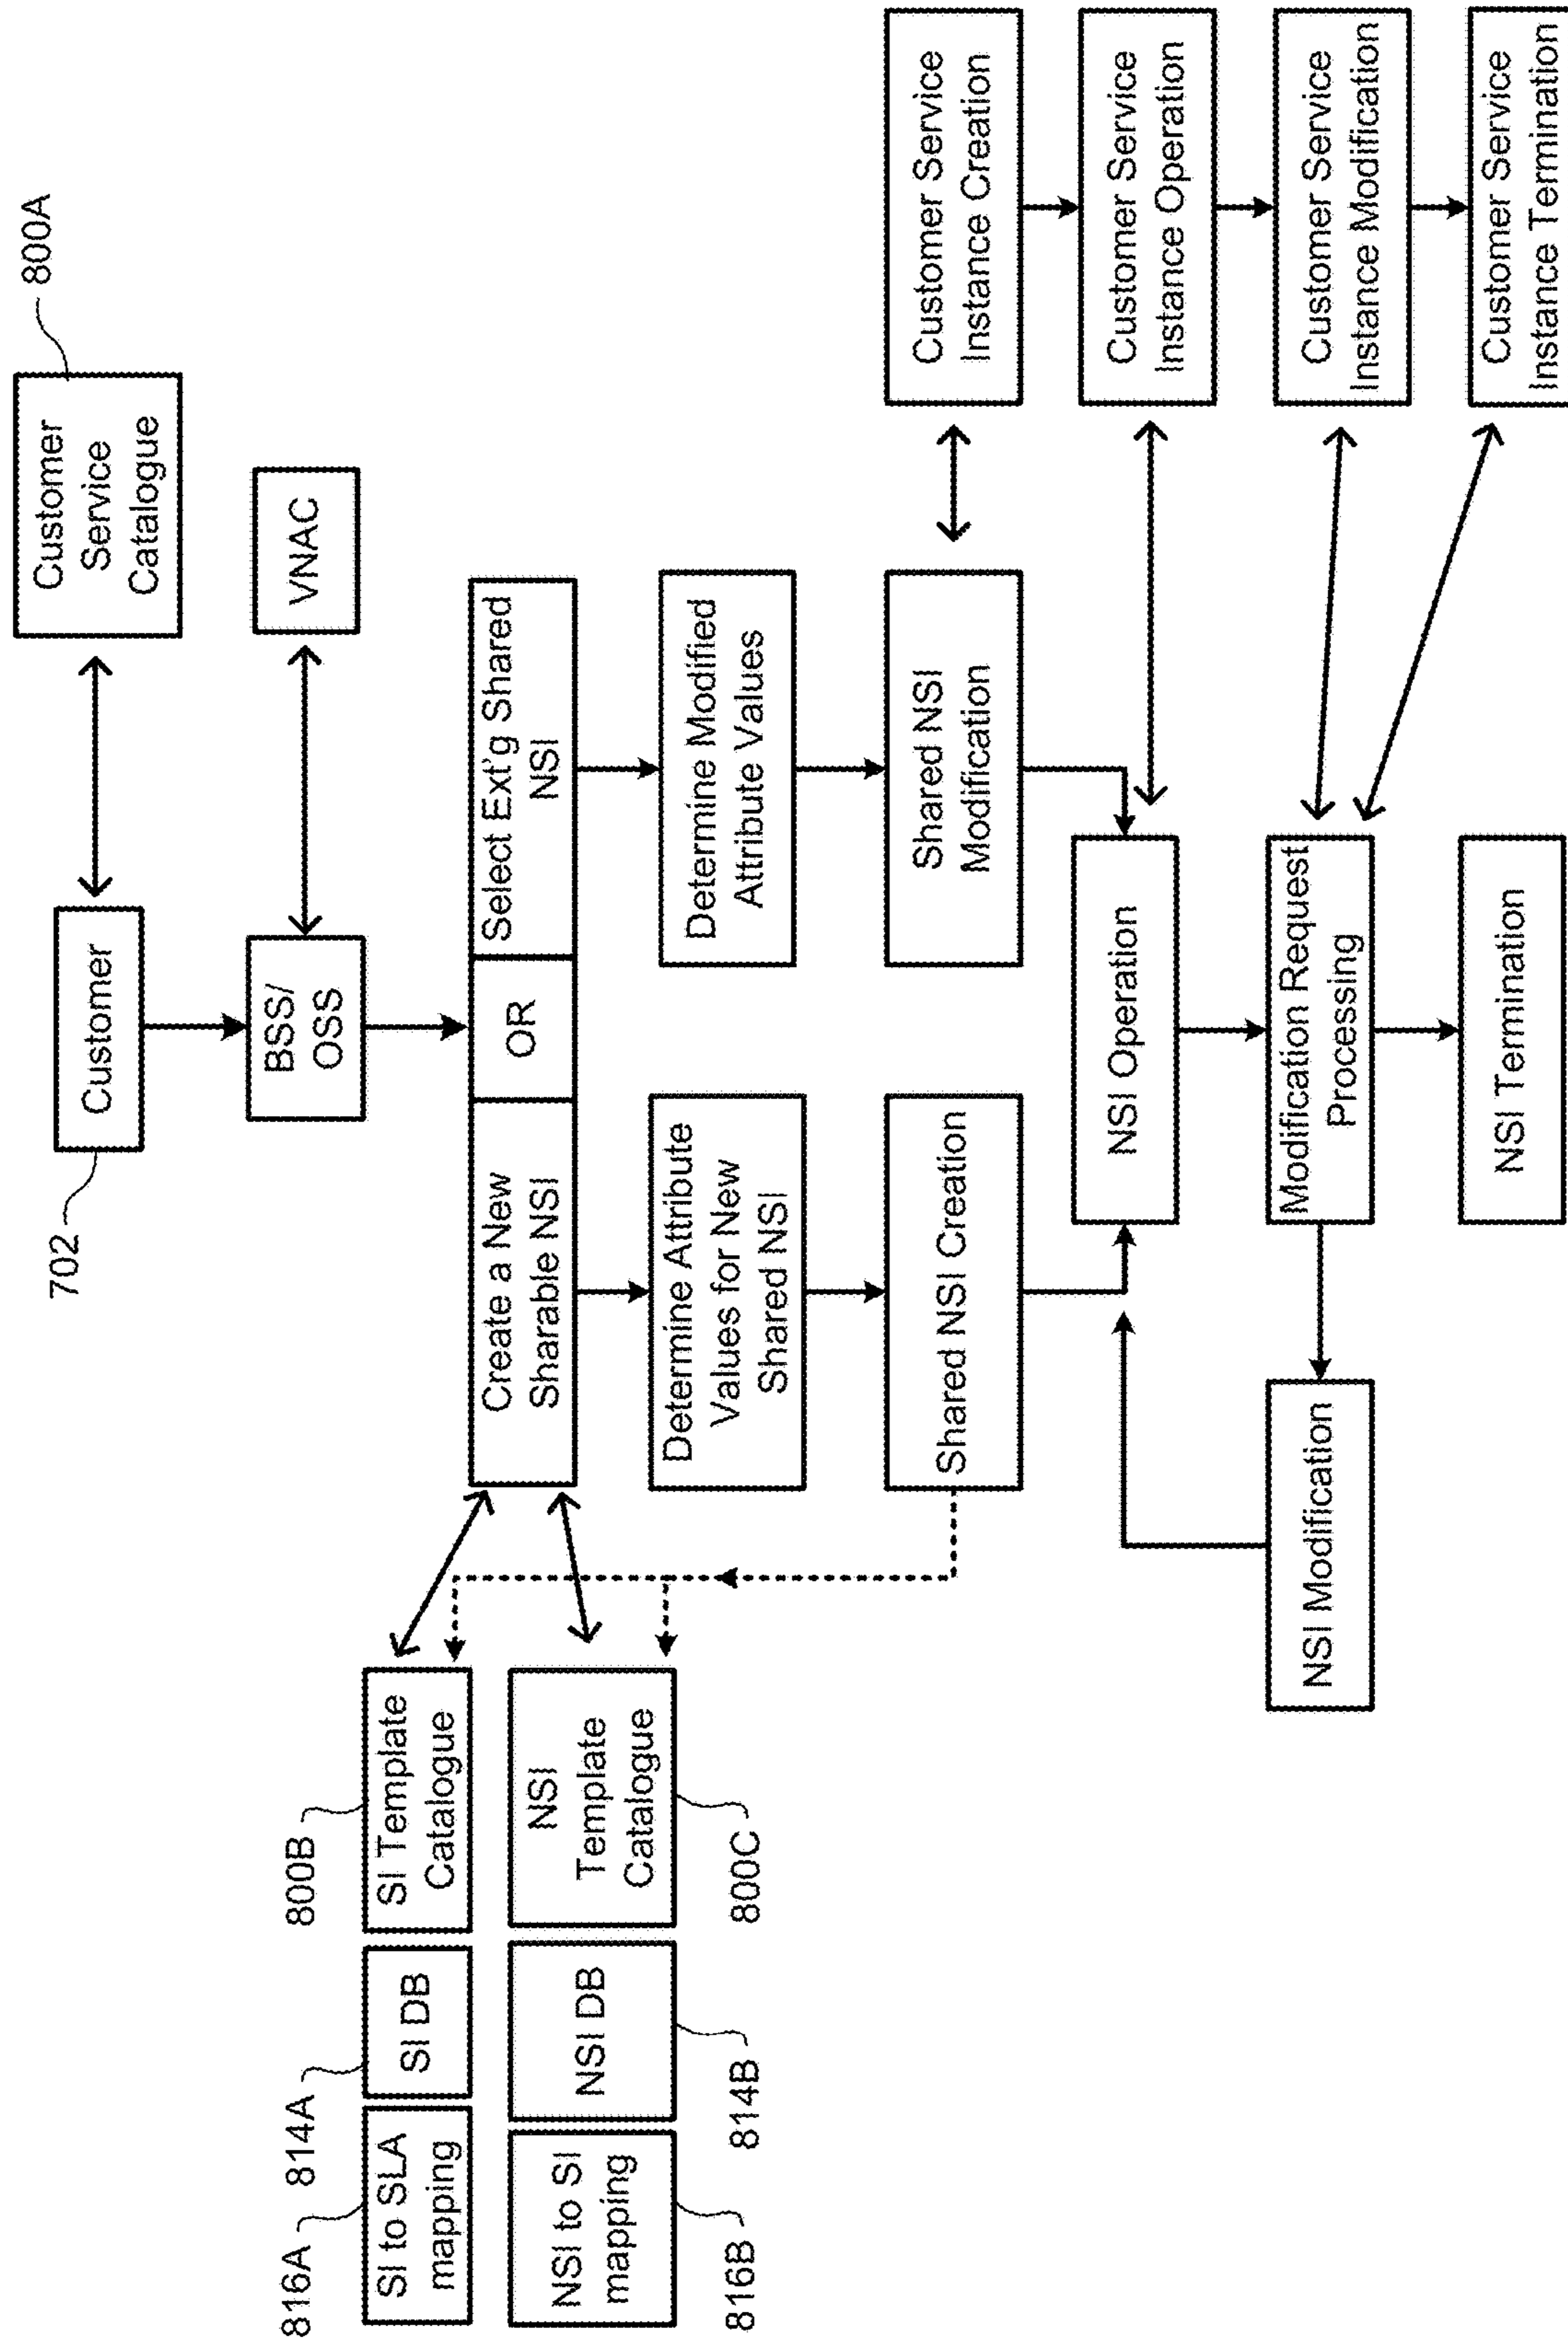 800A
Customer
Service
Catalogue
702
Customer
BSS/
OSS
VNAC
Create a New
Sharable NSI
OR
Select Ext'g Shared
NSI
816A
814A
800B
SI to SLA
mapping
SI DB
SI Template
Catalogue
NSI to SI
mapping
NSI DB
NSI
Template
Catalogue
816B
814B
800C
Determine Attribute
Values for New
Shared NSI
Determine Modified
Attribute Values
Shared NSI Creation
Shared NSI
Modification
Customer Service
Instance Creation
NSI Operation
Customer Service
Instance Operation
NSI Modification
Modification Request
Processing
Customer Service
Instance Modification
NSI Termination
Customer Service
Instance Termination